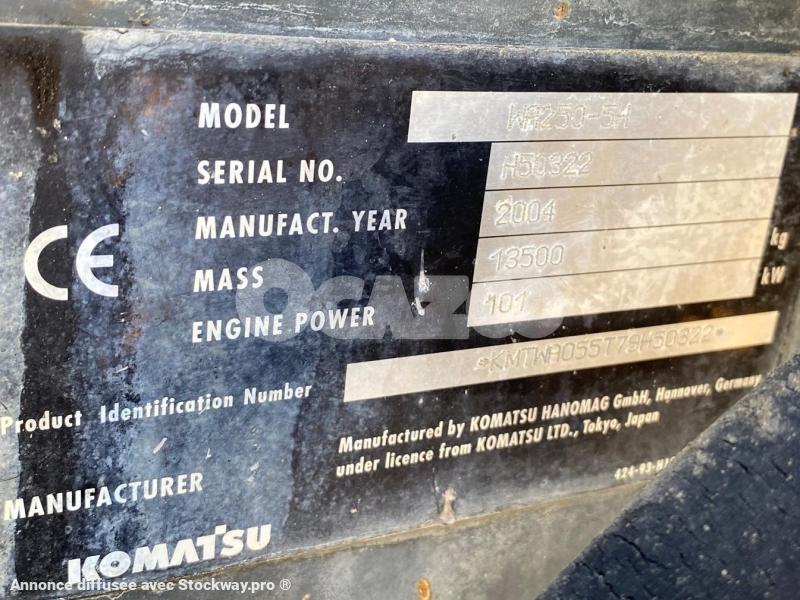 MODEL WA250-5H
SERIAL NO. H50322
MANUFACT. YEAR 2004
MASS 13500 kg
ENGINE POWER 101 kW
CE
OCAZOO
Product Identification Number *KMTWA055T79H50322*
Manufactured by KOMATSU HANOMAG GmbH, Hannover, Germany
under licence from KOMATSU LTD., Tokyo, Japan
MANUFACTURER
KOMATSU
Annonce diffusée avec Stockway.pro ®